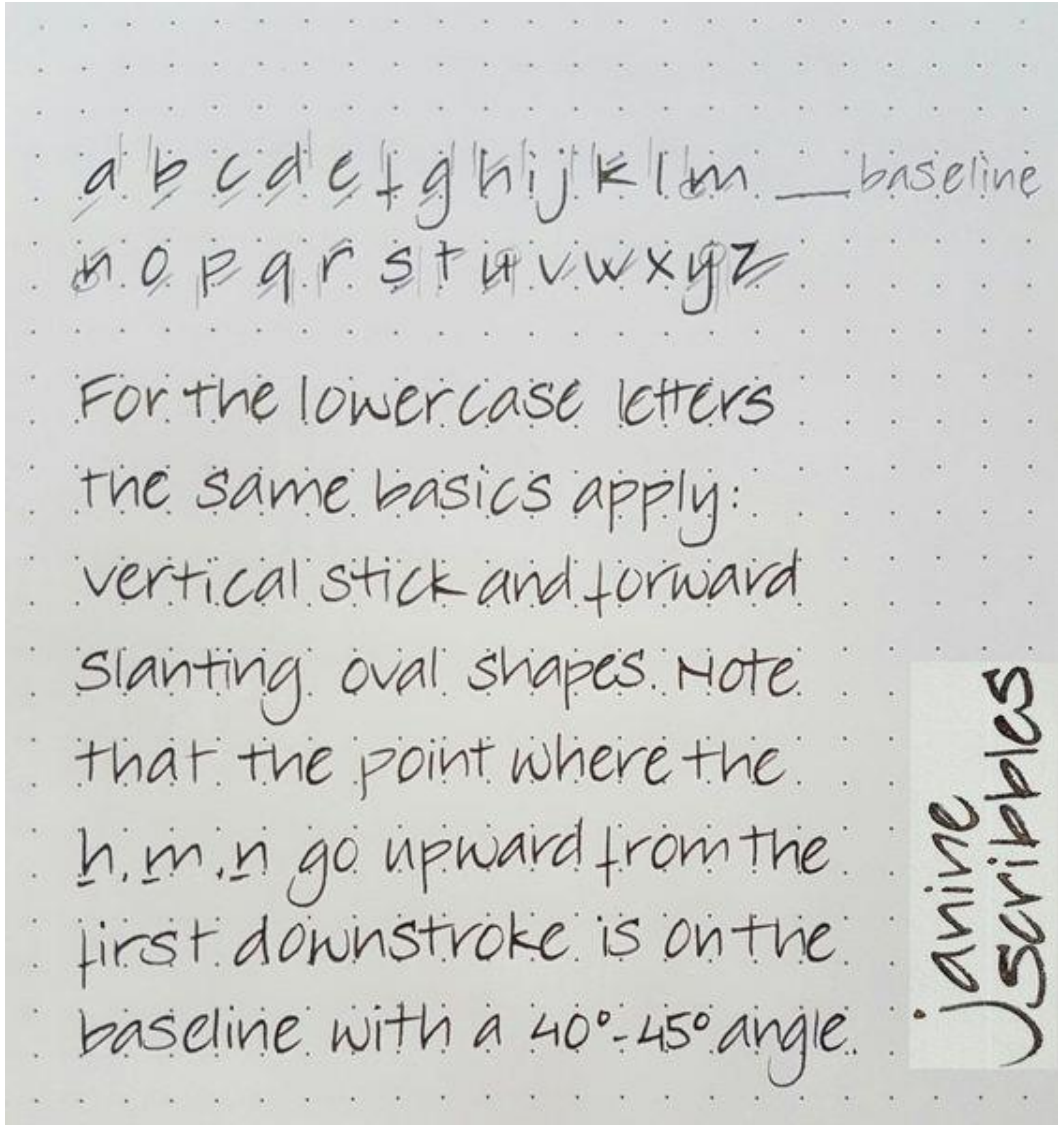 a b c d e f g h i j k l m __ baseline
n o p q r s t u v w x y z
For the lowercase letters
the same basics apply:
vertical stick and forward
slanting oval shapes. Note
that the point where the
h, m, n go upward from the
first downstroke is on the
baseline with a 40°-45° angle.
janine
scribbles